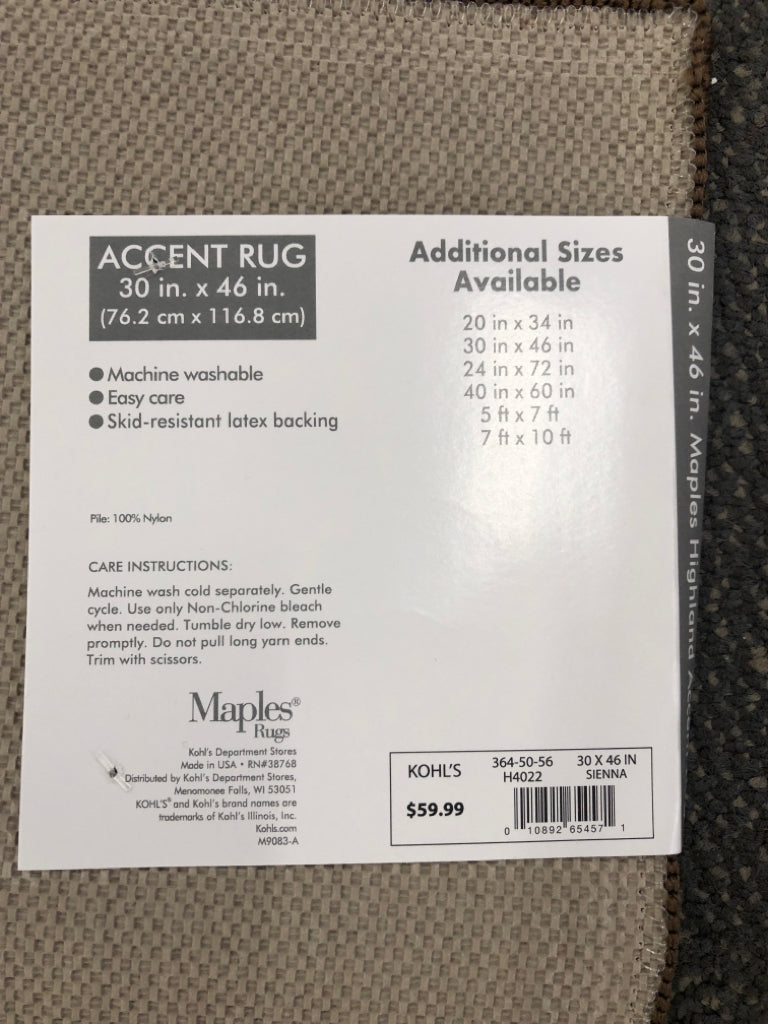 ACCENT RUG
30 in. x 46 in.
(76.2 cm x 116.8 cm)
● Machine washable
● Easy care
● Skid-resistant latex backing
Pile: 100% Nylon
CARE INSTRUCTIONS:
Machine wash cold separately. Gentle
cycle. Use only Non-Chlorine bleach
when needed. Tumble dry low. Remove
promptly. Do not pull long yarn ends.
Trim with scissors.
Maples®
Rugs
Kohl's Department Stores
Made in USA • RN#38768
Distributed by Kohl's Department Stores,
Menomonee Falls, WI 53051
KOHL'S® and Kohl's brand names are
trademarks of Kohl's Illinois, Inc.
Kohls.com
M9083-A
Additional Sizes
Available
20 in x 34 in
30 in x 46 in
24 in x 72 in
40 in x 60 in
5 ft x 7 ft
7 ft x 10 ft
KOHL'S 364-50-56 30 X 46 IN
H4022 SIENNA
$59.99
0 10892 65457 1
30 in. x 46 in. Maples Highland